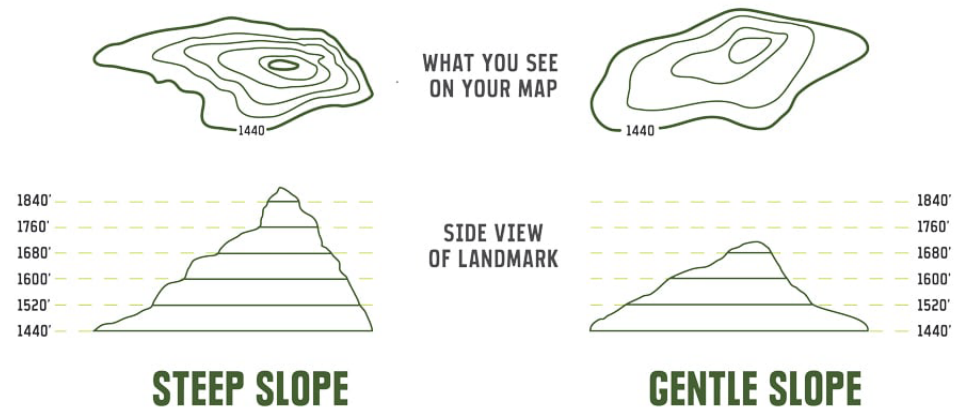 WHAT YOU SEE
ON YOUR MAP
1440
1440
1840'
1760'
1680'
1600'
1520'
1440'
SIDE VIEW
OF LANDMARK
1840'
1760'
1680'
1600'
1520'
1440'
STEEP SLOPE
GENTLE SLOPE